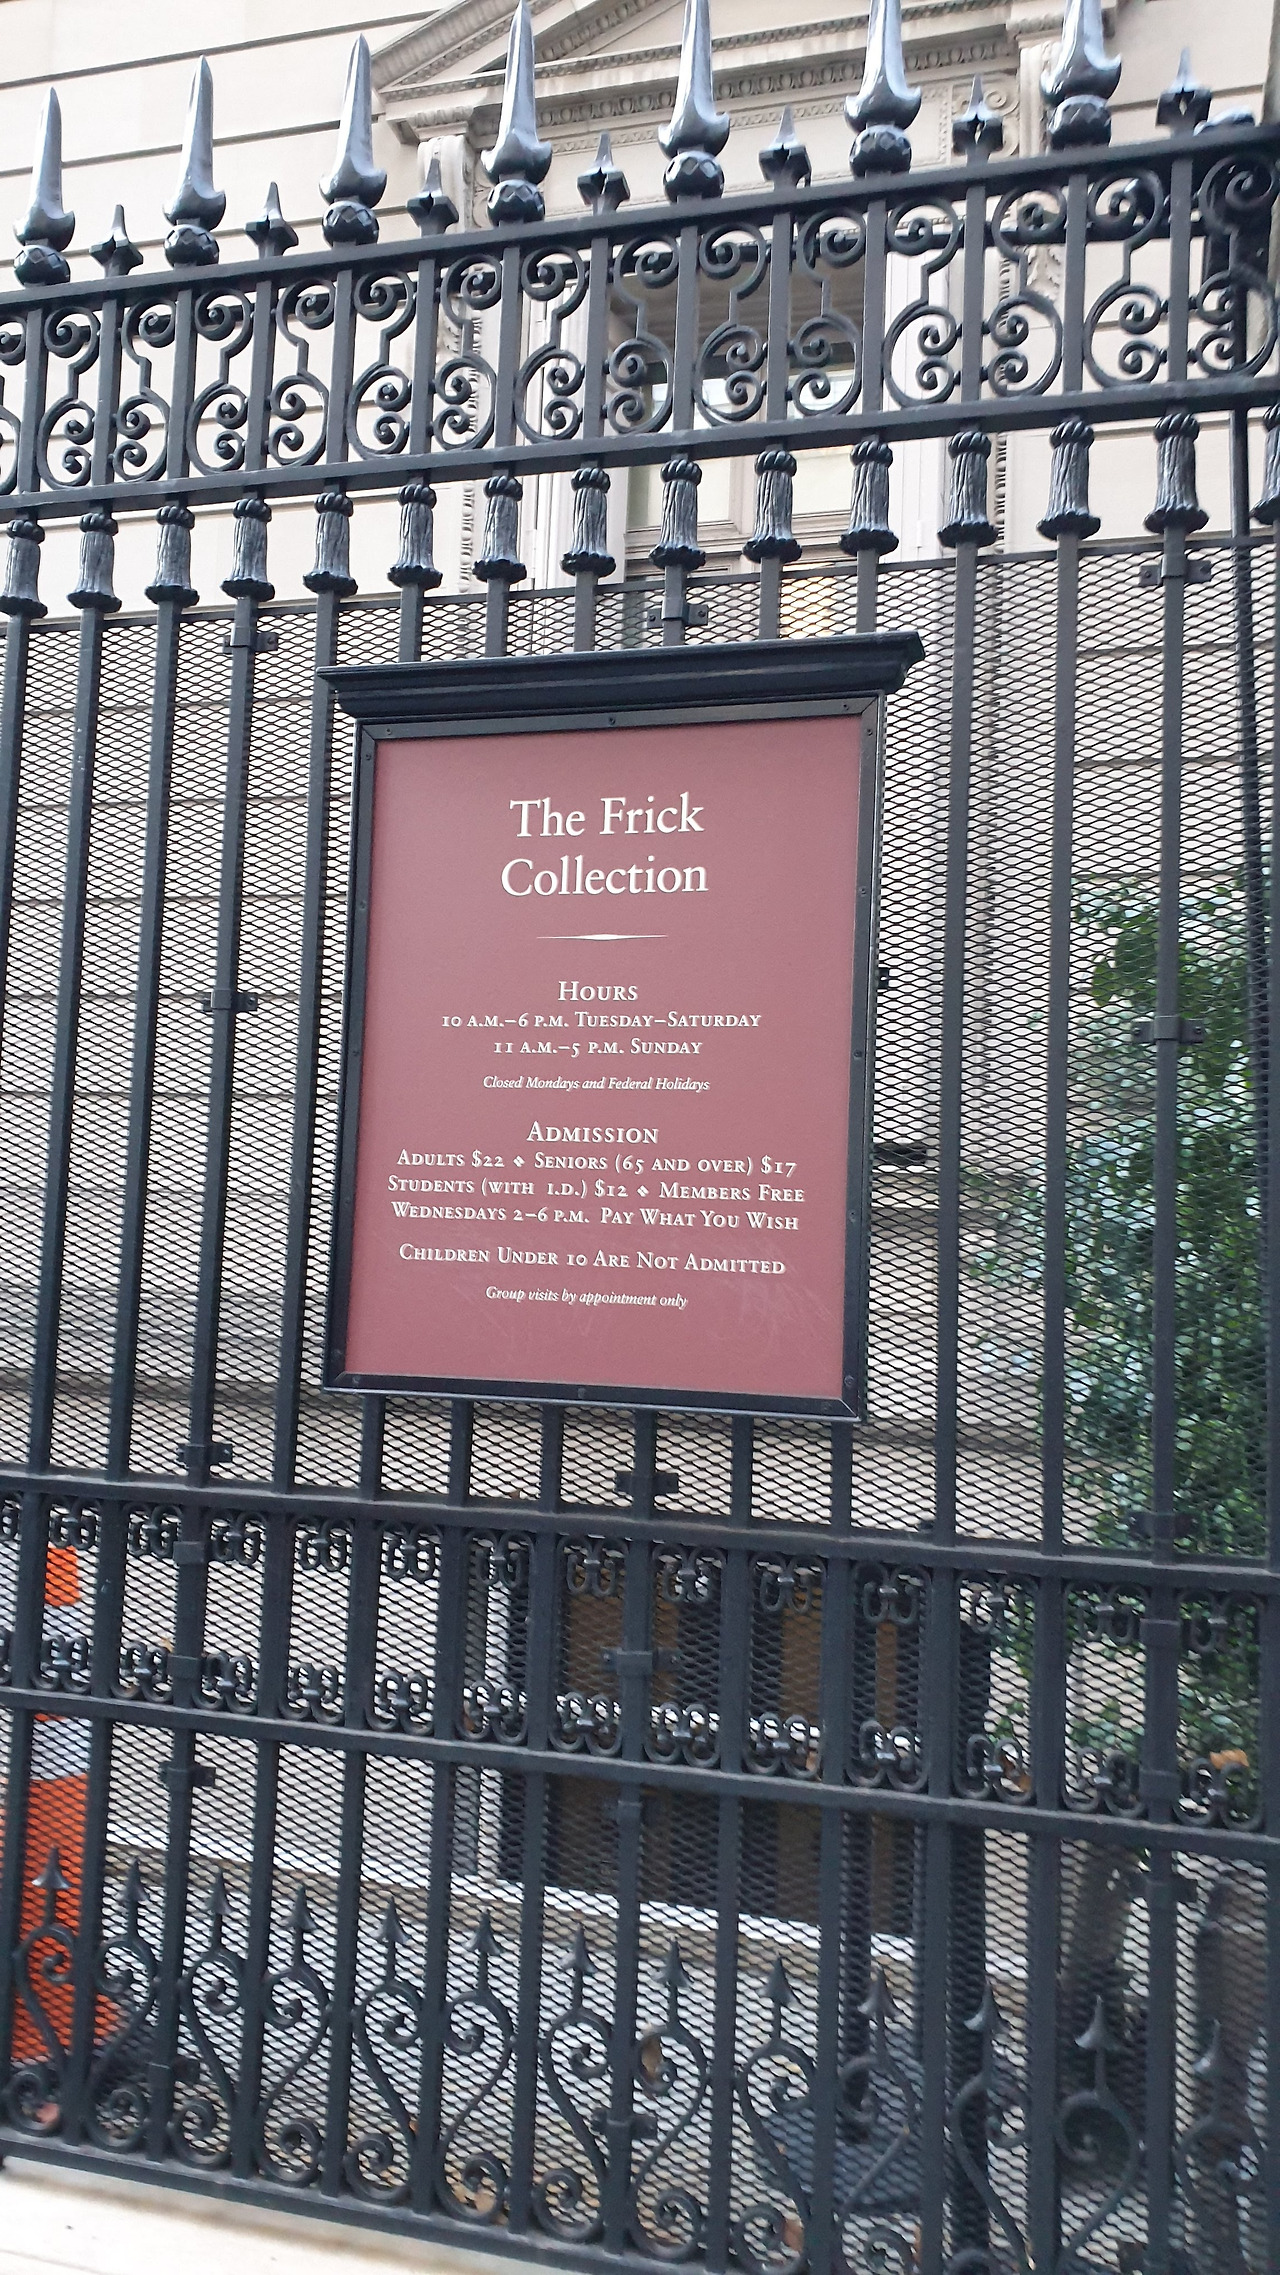 The Frick
Collection
Hours
10 a.m.–6 p.m. Tuesday–Saturday
11 a.m.–5 p.m. Sunday
Closed Mondays and Federal Holidays
Admission
Adults $22 ❖ Seniors (65 and over) $17
Students (with i.d.) $12 ❖ Members Free
Wednesdays 2–6 p.m. Pay What You Wish
Children Under 10 Are Not Admitted
Group visits by appointment only